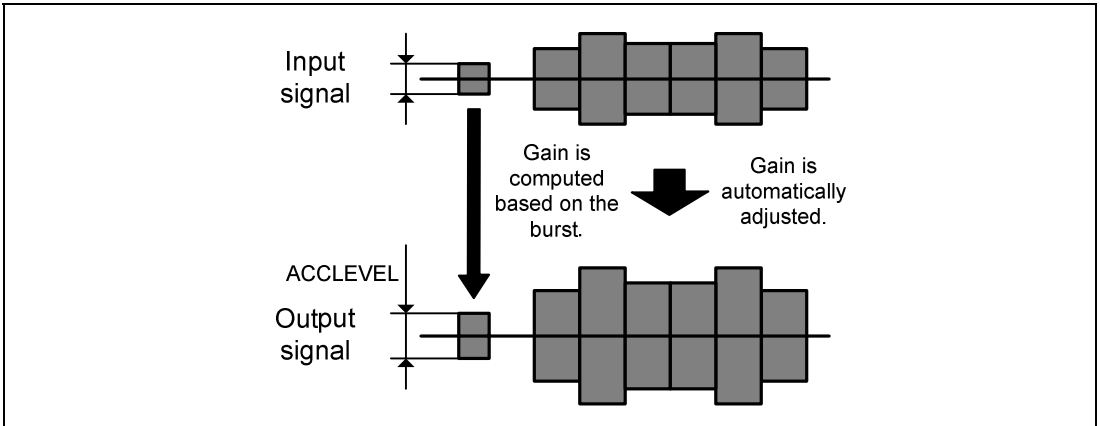 Input
signal
Gain is
computed
based on the
burst.
Gain is
automatically
adjusted.
ACCLEVEL
Output
signal